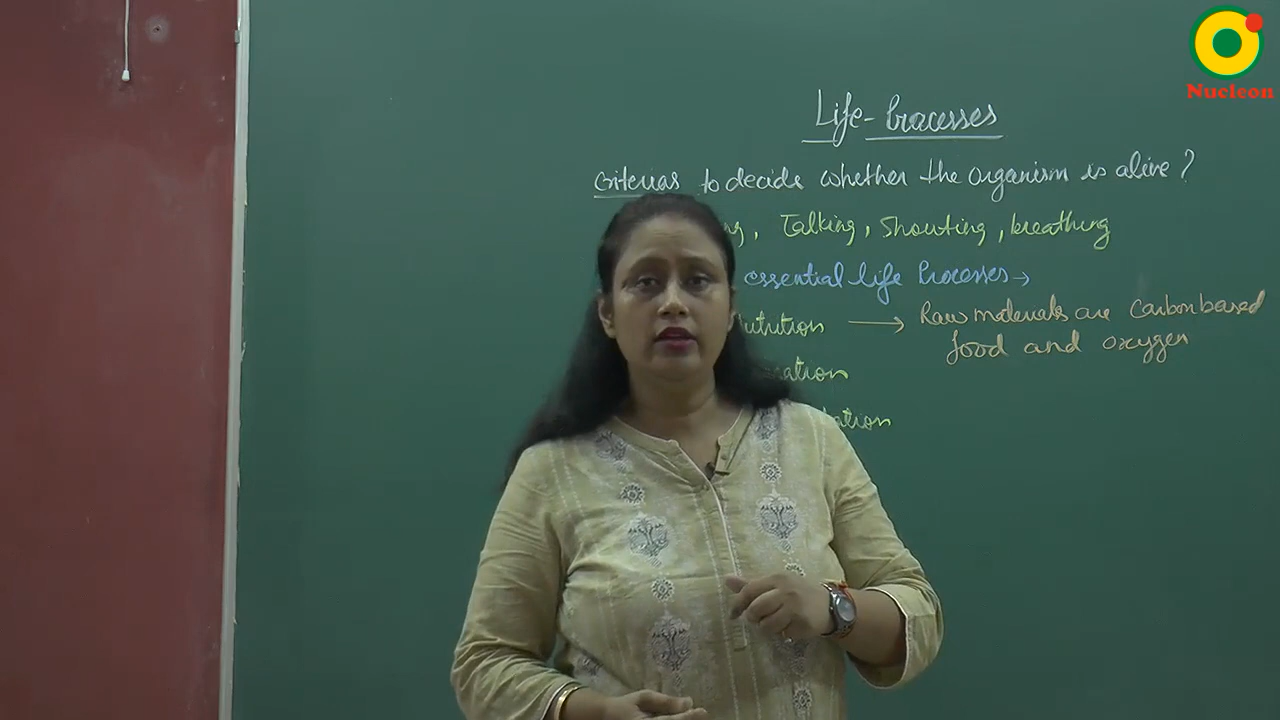 Nucleon
Life-Processes
Criterias to decide whether the organism is alive?
Talking, Shouting, breathing
essential life Processes →
Nutrition → Raw materials are Carbon based
food and oxygen